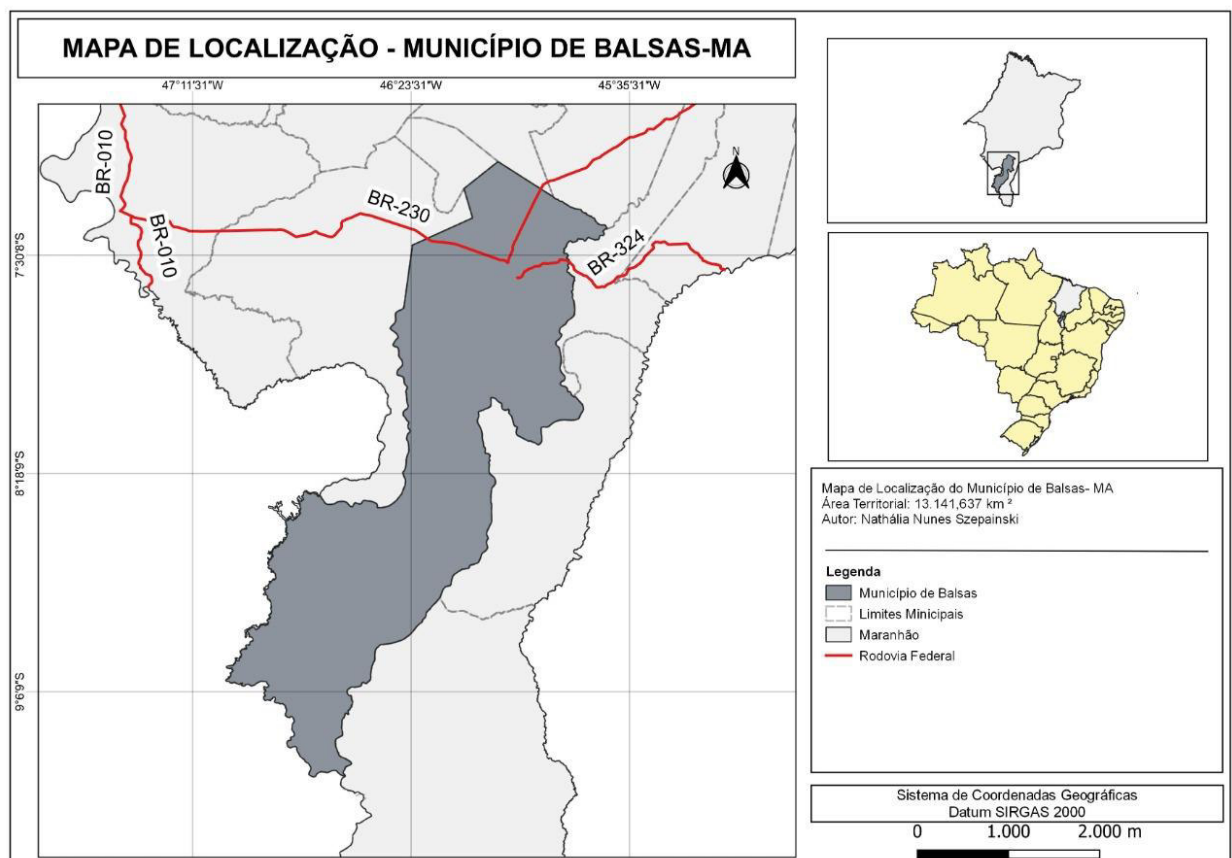 MAPA DE LOCALIZAÇÃO - MUNICÍPIO DE BALSAS-MA
47°11'31"W
46°23'31"W
45°35'31"W
BR-010
BR-010
BR-230
BR-324
N
7°30'8"S
8°18'9"S
9°6'9"S
Mapa de Localização do Município de Balsas- MA
Área Territorial: 13.141,637 km ²
Autor: Nathália Nunes Szepainski
Legenda
Município de Balsas
Limites Minicipais
Maranhão
Rodovia Federal
Sistema de Coordenadas Geográficas
Datum SIRGAS 2000
0 1.000 2.000 m